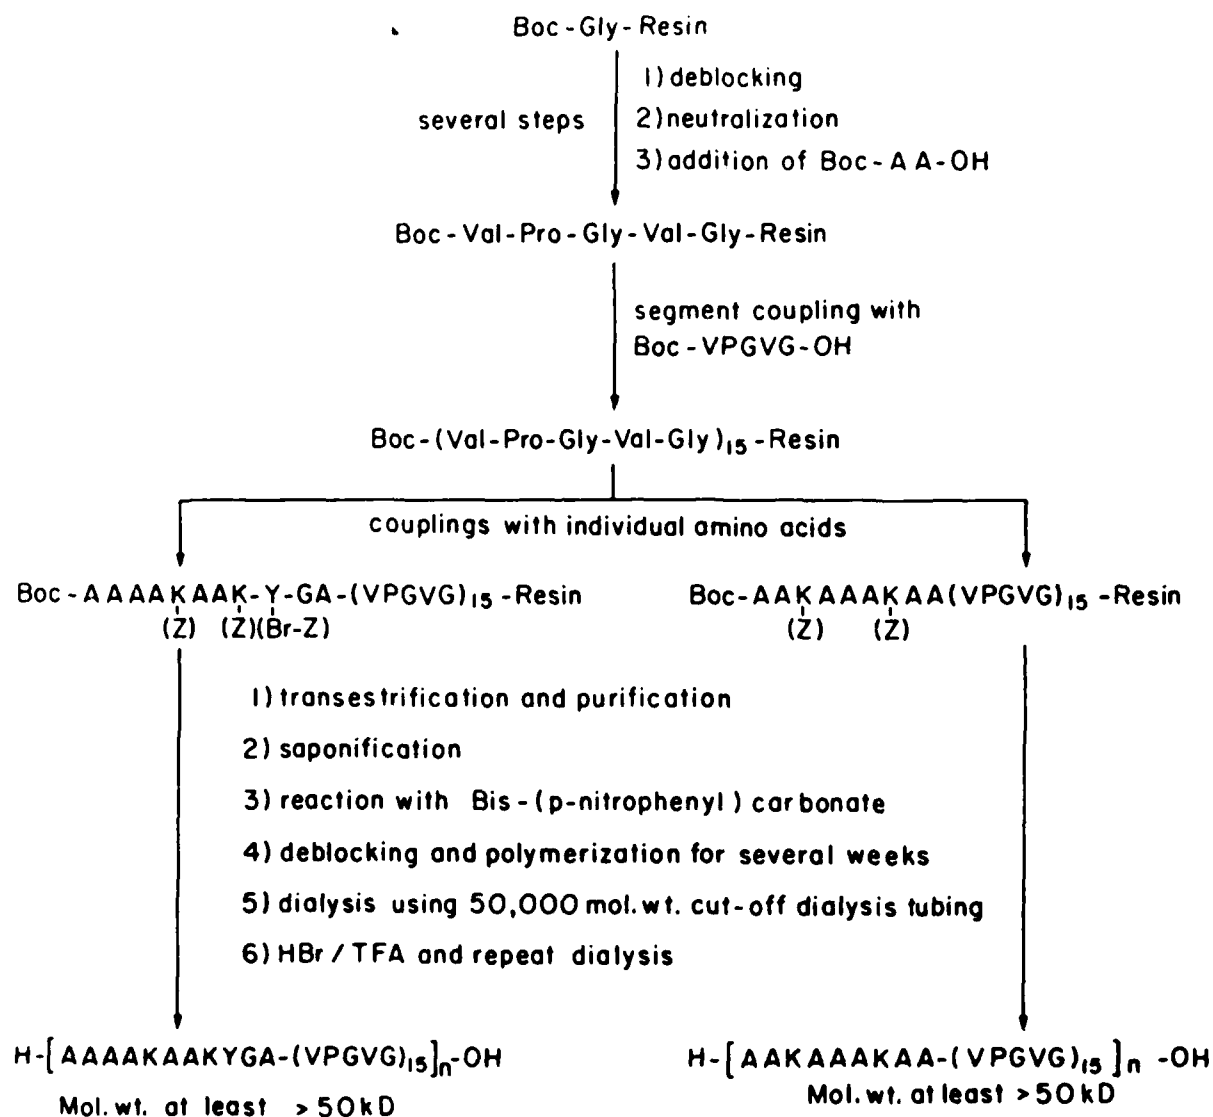 Boc-Gly-Resin
several steps
1) deblocking
2) neutralization
3) addition of Boc-AA-OH
Boc-Val-Pro-Gly-Val-Gly-Resin
segment coupling with
Boc-VPGVG-OH
Boc-(Val-Pro-Gly-Val-Gly)15-Resin
couplings with individual amino acids
Boc-AAAAKAAK-Y-GA-(VPGVG)15-Resin
(Z) (Z)(Br-Z)
Boc-AAKAAAKAA(VPGVG)15-Resin
(Z) (Z)
1) transestrification and purification
2) saponification
3) reaction with Bis-(p-nitrophenyl) carbonate
4) deblocking and polymerization for several weeks
5) dialysis using 50,000 mol.wt. cut-off dialysis tubing
6) HBr/TFA and repeat dialysis
H-[AAAAKAAKYGA-(VPGVG)15]n-OH
Mol.wt. at least >50kD
H-[AAKAAAKAA-(VPGVG)15]n-OH
Mol.wt. at least >50kD